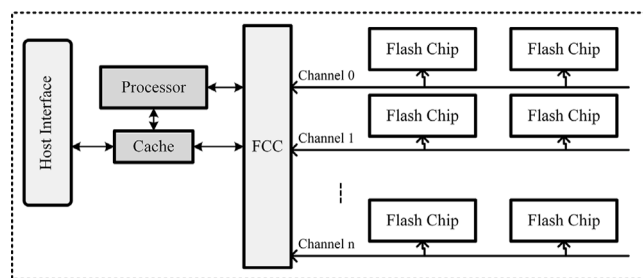 Host Interface
Processor
Cache
FCC
Channel 0
Flash Chip
Flash Chip
Channel 1
Flash Chip
Flash Chip
Channel n
Flash Chip
Flash Chip